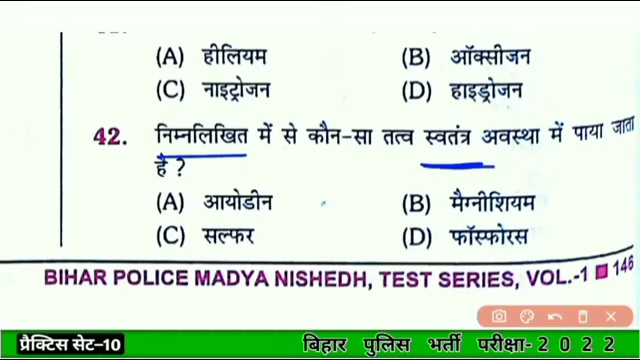 (A) हीलियम (B) ऑक्सीजन
(C) नाइट्रोजन (D) हाइड्रोजन
42. निम्नलिखित में से कौन-सा तत्व स्वतंत्र अवस्था में पाया जाता
है ?
(A) आयोडीन (B) मैग्नीशियम
(C) सल्फर (D) फॉस्फोरस
BIHAR POLICE MADYA NISHEDH, TEST SERIES, VOL.-1 ■ 146
प्रैक्टिस सेट-10 बिहार पुलिस भर्ती परीक्षा-2022